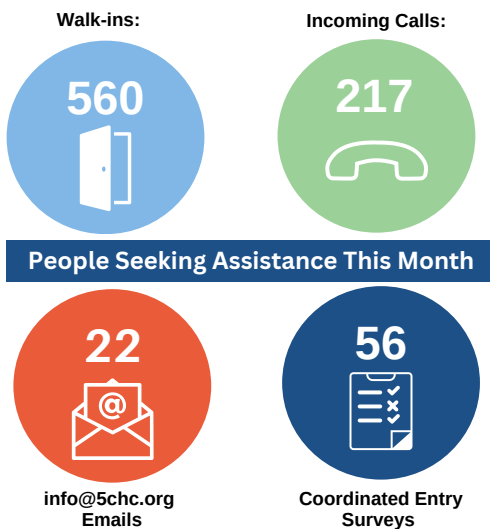 Walk-ins:
Incoming Calls:
560
217
People Seeking Assistance This Month
22
56
@
info@5chc.org
Emails
Coordinated Entry
Surveys